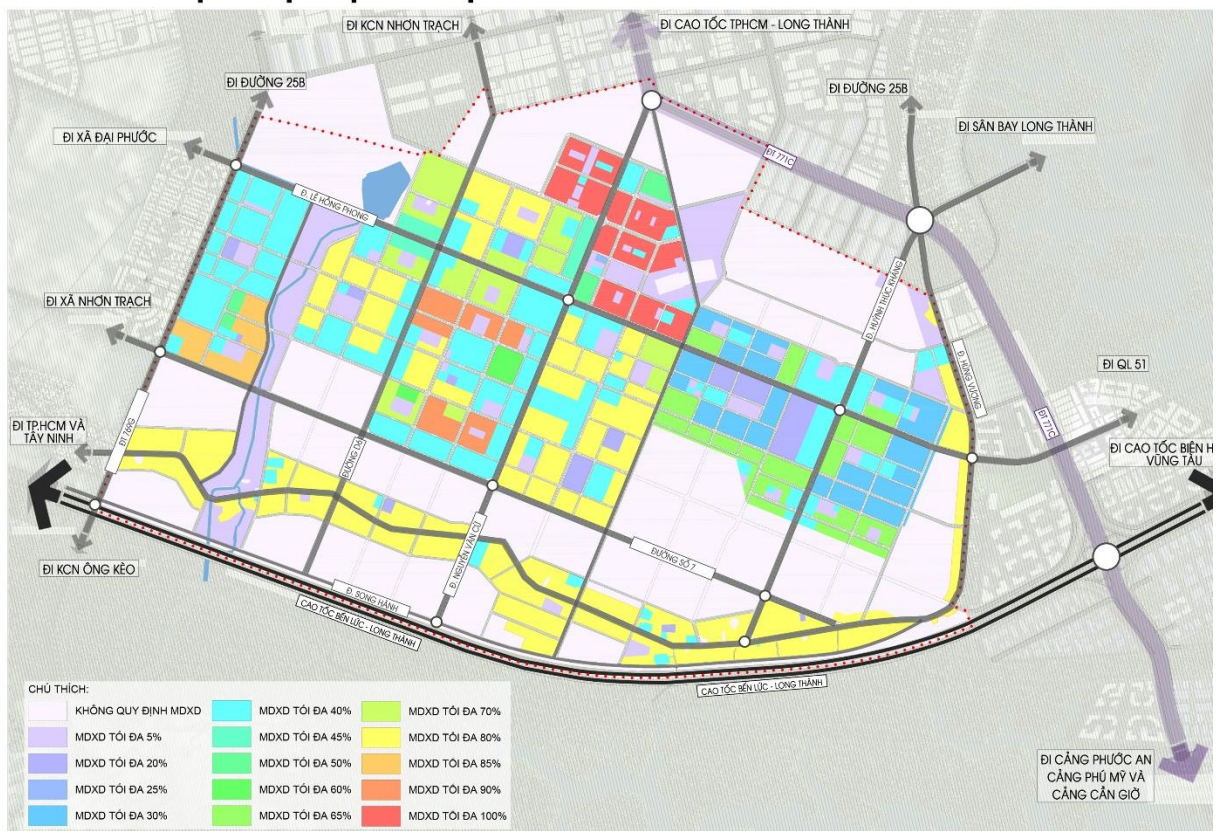 ĐI KCN NHƠN TRẠCH
ĐI CAO TỐC TPHCM - LONG THÀNH
ĐI ĐƯỜNG 25B
ĐI ĐƯỜNG 25B
ĐI XÃ ĐẠI PHƯỚC
ĐI SÂN BAY LONG THÀNH
ĐT 771C
Đ. LÊ HỒNG PHONG
ĐI XÃ NHƠN TRẠCH
Đ. HUỲNH THÚC KHÁNG
Đ. HÙNG VƯƠNG
ĐI QL 51
ĐT 771C
ĐI TP.HCM VÀ
TÂY NINH
ĐT 769G
ĐI CAO TỐC BIÊN H
VŨNG TÀU
Đ. NGUYỄN VĂN CỪ
ĐƯỜNG SỐ 7
ĐI KCN ÔNG KÈO
Đ. SONG HÀNH
CAO TỐC BẾN LỨC - LONG THÀNH
CAO TỐC BẾN LỨC - LONG THÀNH
CHÚ THÍCH:
KHÔNG QUY ĐỊNH MDXD
MDXD TỐI ĐA 5%
MDXD TỐI ĐA 20%
MDXD TỐI ĐA 25%
MDXD TỐI ĐA 30%
MDXD TỐI ĐA 40%
MDXD TỐI ĐA 45%
MDXD TỐI ĐA 50%
MDXD TỐI ĐA 60%
MDXD TỐI ĐA 65%
MDXD TỐI ĐA 70%
MDXD TỐI ĐA 80%
MDXD TỐI ĐA 85%
MDXD TỐI ĐA 90%
MDXD TỐI ĐA 100%
ĐI CẢNG PHƯỚC AN
CẢNG PHÚ MỸ VÀ
CẢNG CẦN GIỜ